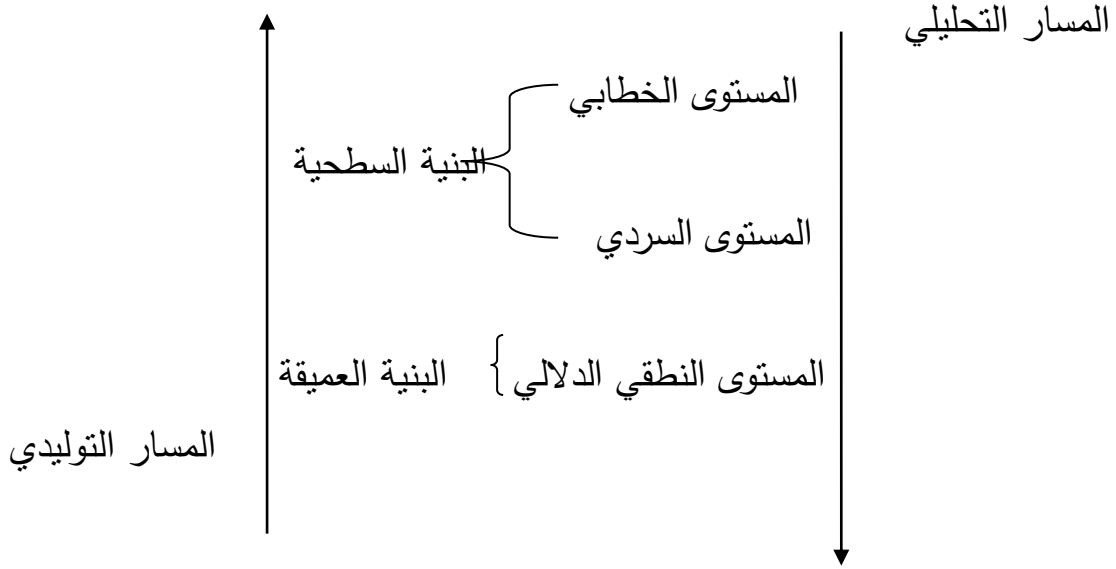 المسار التحليلي
المستوى الخطابي
البنية السطحية
المستوى السردي
المستوى النطقي الدلالي
البنية العميقة
المسار التوليدي